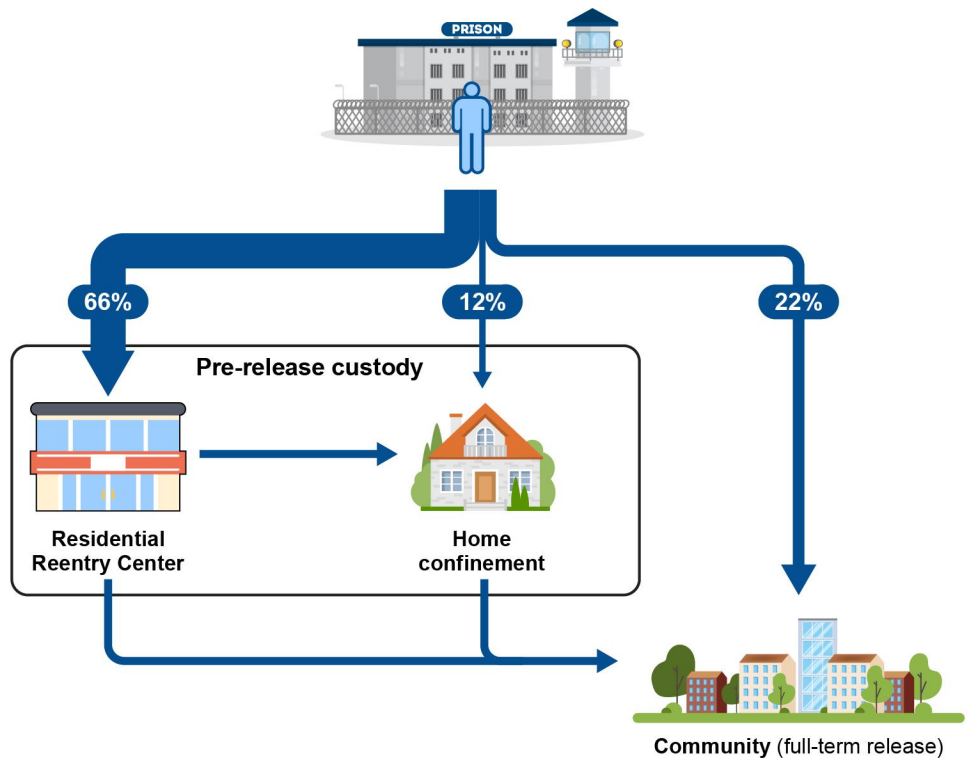 PRISON
66%
12%
22%
Pre-release custody
Residential
Reentry Center
Home
confinement
Community (full-term release)